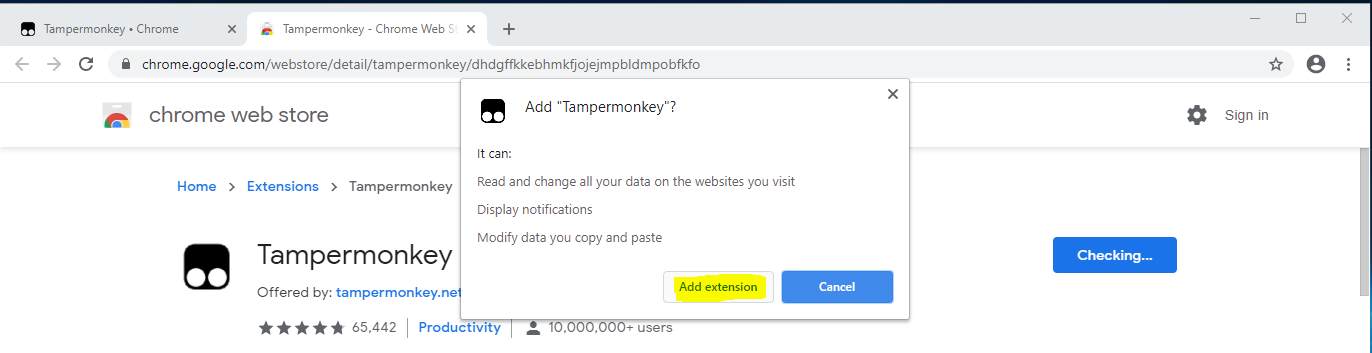 Tampermonkey • Chrome
Tampermonkey - Chrome Web St
chrome.google.com/webstore/detail/tampermonkey/dhdgffkkebhmkfjojejmpbldmpobfkfo
chrome web store
Sign in
Add "Tampermonkey"?
It can:
Read and change all your data on the websites you visit
Display notifications
Modify data you copy and paste
Add extension Cancel
Home Extensions Tampermonkey
Tampermonkey
Checking...
Offered by: tampermonkey.net
65,442 Productivity 10,000,000+ users